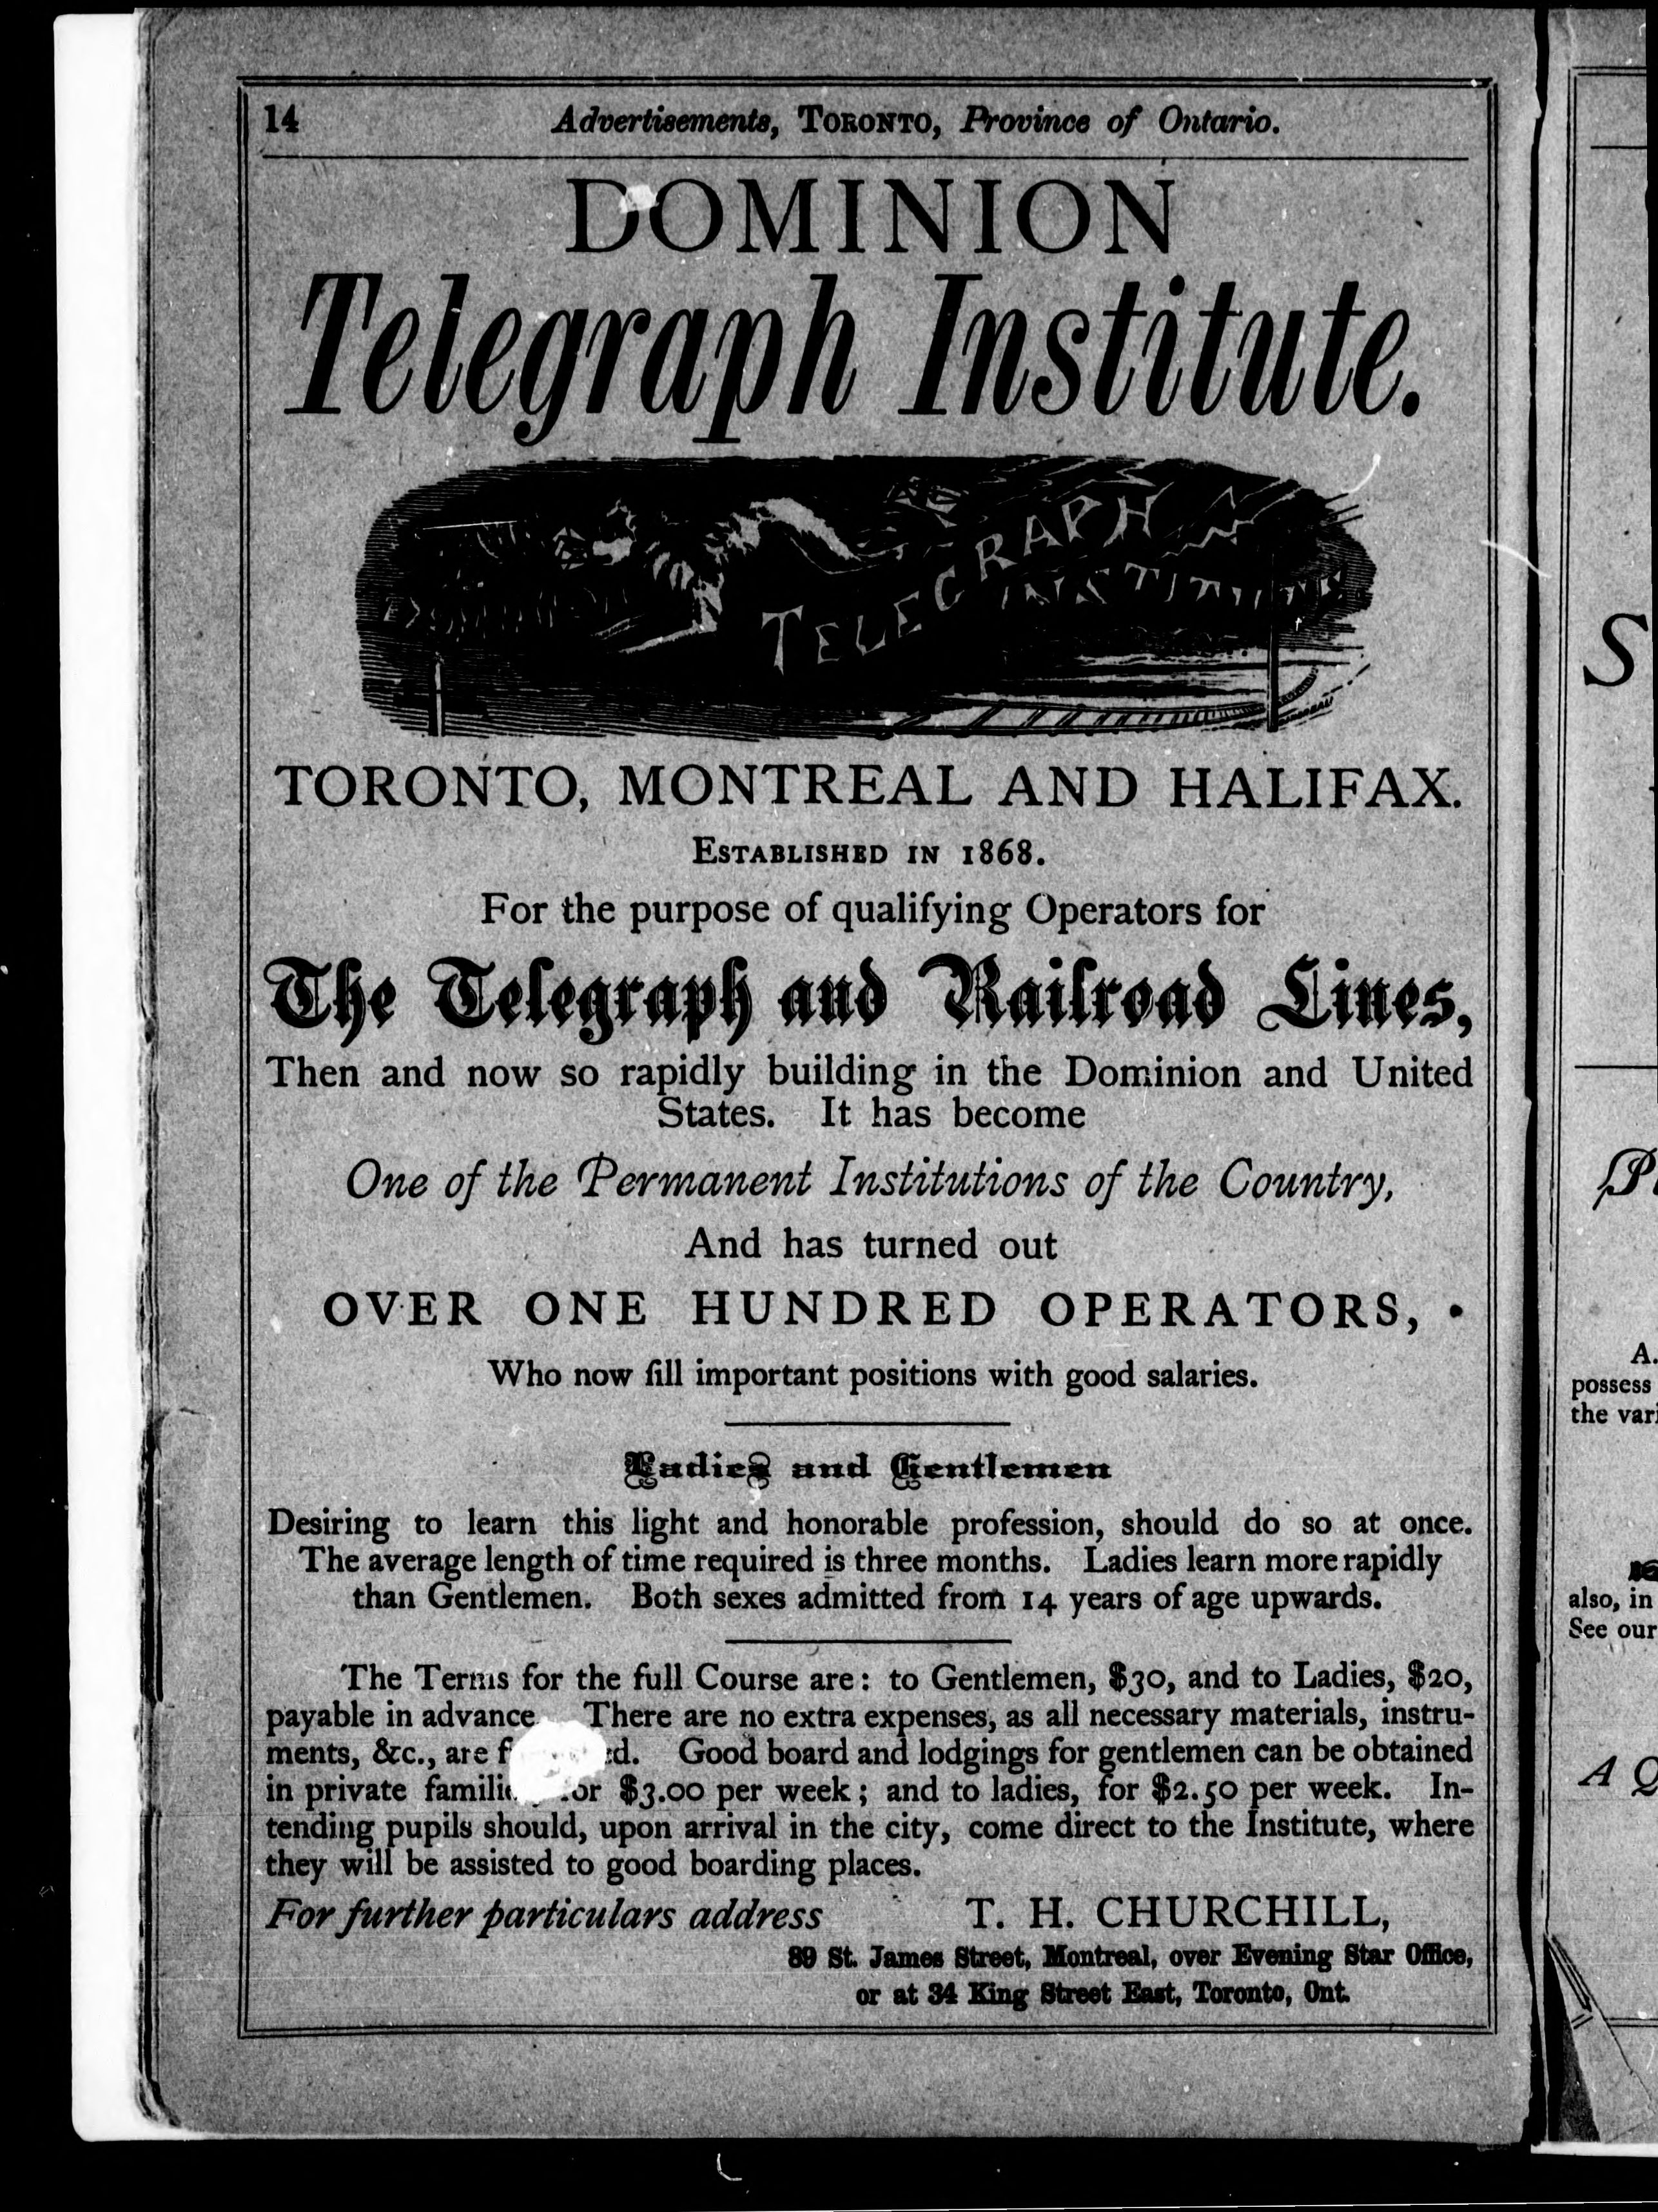 14 Advertisements, TORONTO, Province of Ontario.
DOMINION
Telegraph Institute.
DOMINION
TELEGRAPH
INSTITUTE
TORONTO, MONTREAL AND HALIFAX.
ESTABLISHED IN 1868.
For the purpose of qualifying Operators for
The Telegraph and Railroad Lines,
Then and now so rapidly building in the Dominion and United
States. It has become
One of the Permanent Institutions of the Country,
And has turned out
OVER ONE HUNDRED OPERATORS,
Who now fill important positions with good salaries.
Ladies and Gentlemen
Desiring to learn this light and honorable profession, should do so at once.
The average length of time required is three months. Ladies learn more rapidly
than Gentlemen. Both sexes admitted from 14 years of age upwards.
The Terms for the full Course are: to Gentlemen, $30, and to Ladies, $20,
payable in advance. There are no extra expenses, as all necessary materials, instru-
ments, &c., are Good board and lodgings for gentlemen can be obtained
in private for $3.00 per week; and to ladies, for $2.50 per week. In-
tending pupils should, upon arrival in the city, come direct to the Institute, where
they will be assisted to good boarding places.
For further particulars address T. H. CHURCHILL,
89 St. James Street, Montreal, over Evening Star Office,
or at 34 King Street East, Toronto, Ont.
S
A.
possess
the vari
also, in
See our
A Q